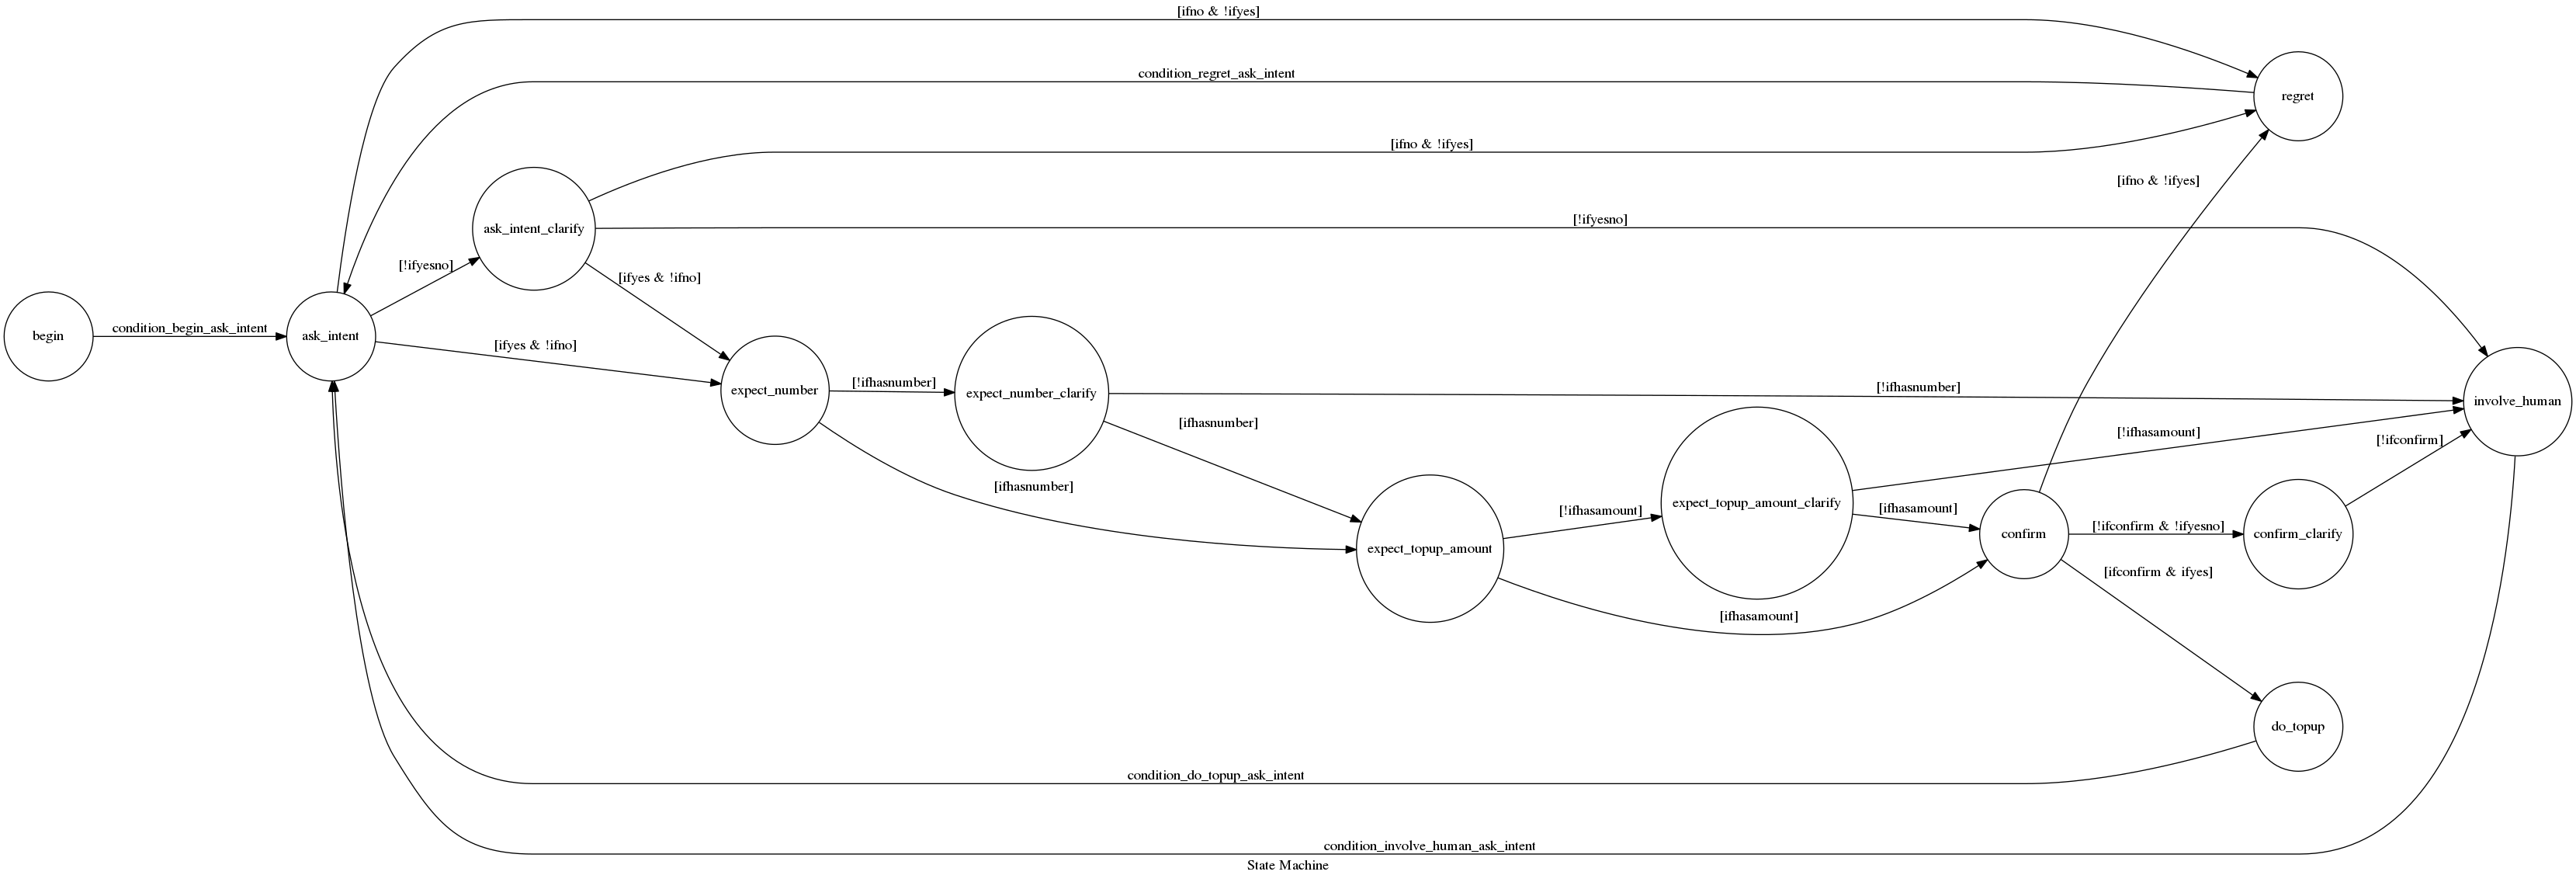 [ifno & !ifyes]
condition_regret_ask_intent
regret
[ifno & !ifyes]
[ifno & !ifyes]
ask_intent_clarify
[!ifyesno]
[!ifyesno]
[ifyes & !ifno]
begin
condition_begin_ask_intent
ask_intent
[ifyes & !ifno]
expect_number
[!ifhasnumber]
expect_number_clarify
[!ifhasnumber]
involve_human
[ifhasnumber]
[!ifhasamount]
[!ifconfirm]
[ifhasnumber]
expect_topup_amount
[!ifhasamount]
expect_topup_amount_clarify
[ifhasamount]
confirm
[!ifconfirm & !ifyesno]
confirm_clarify
[ifconfirm & ifyes]
[ifhasamount]
do_topup
condition_do_topup_ask_intent
condition_involve_human_ask_intent
State Machine